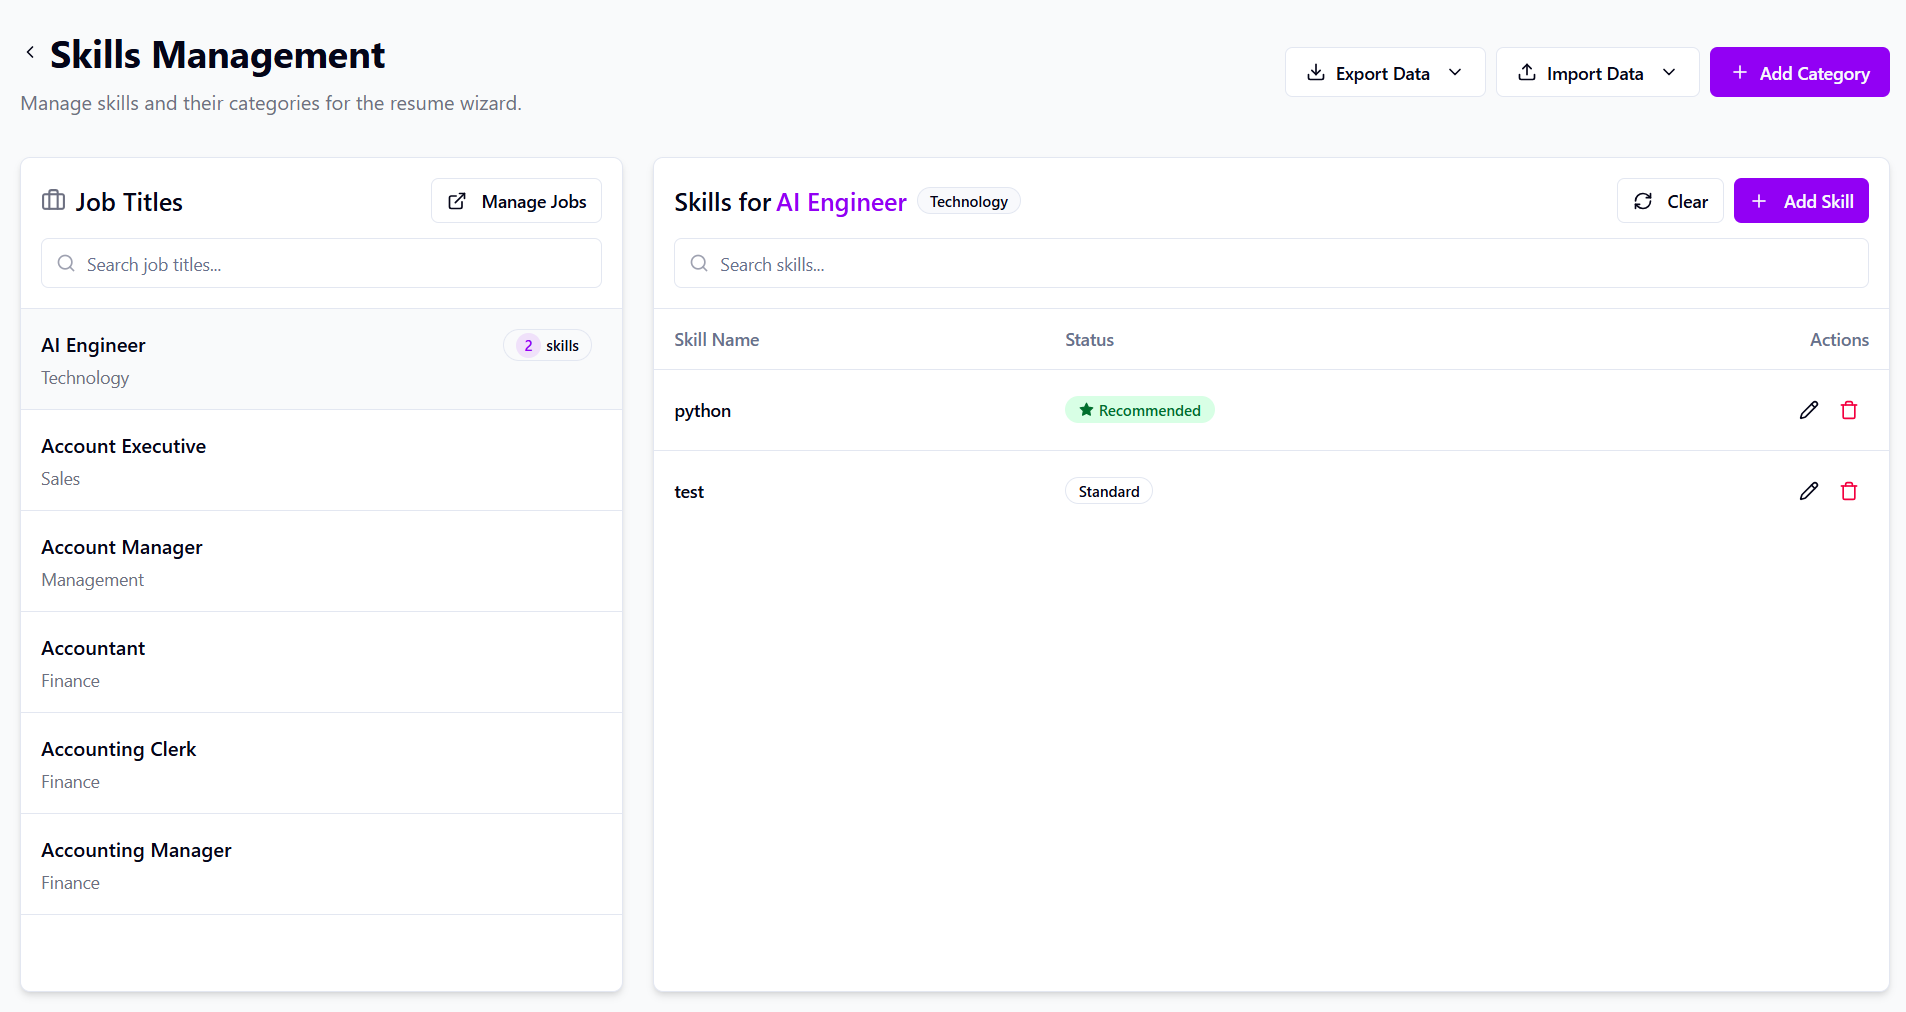 Skills Management
Manage skills and their categories for the resume wizard.
Export Data
Import Data
Add Category
Job Titles
Manage Jobs
Search job titles...
AI Engineer
2 skills
Technology
Account Executive
Sales
Account Manager
Management
Accountant
Finance
Accounting Clerk
Finance
Accounting Manager
Finance
Skills for AI Engineer Technology
Clear
Add Skill
Search skills...
Skill Name Status Actions
python Recommended
test Standard